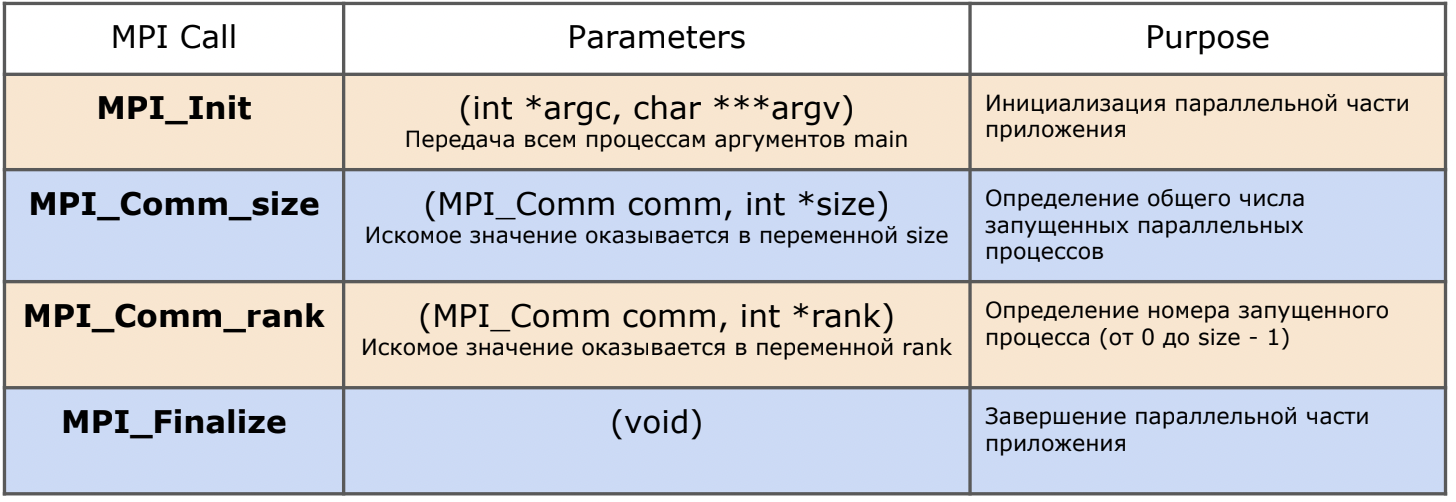 MPI Call
Parameters
Purpose
MPI_Init
(int *argc, char ***argv)
Передача всем процессам аргументов main
Инициализация параллельной части
приложения
MPI_Comm_size
(MPI_Comm comm, int *size)
Искомое значение оказывается в переменной size
Определение общего числа
запущенных параллельных
процессов
MPI_Comm_rank
(MPI_Comm comm, int *rank)
Искомое значение оказывается в переменной rank
Определение номера запущенного
процесса (от 0 до size - 1)
MPI_Finalize
(void)
Завершение параллельной части
приложения